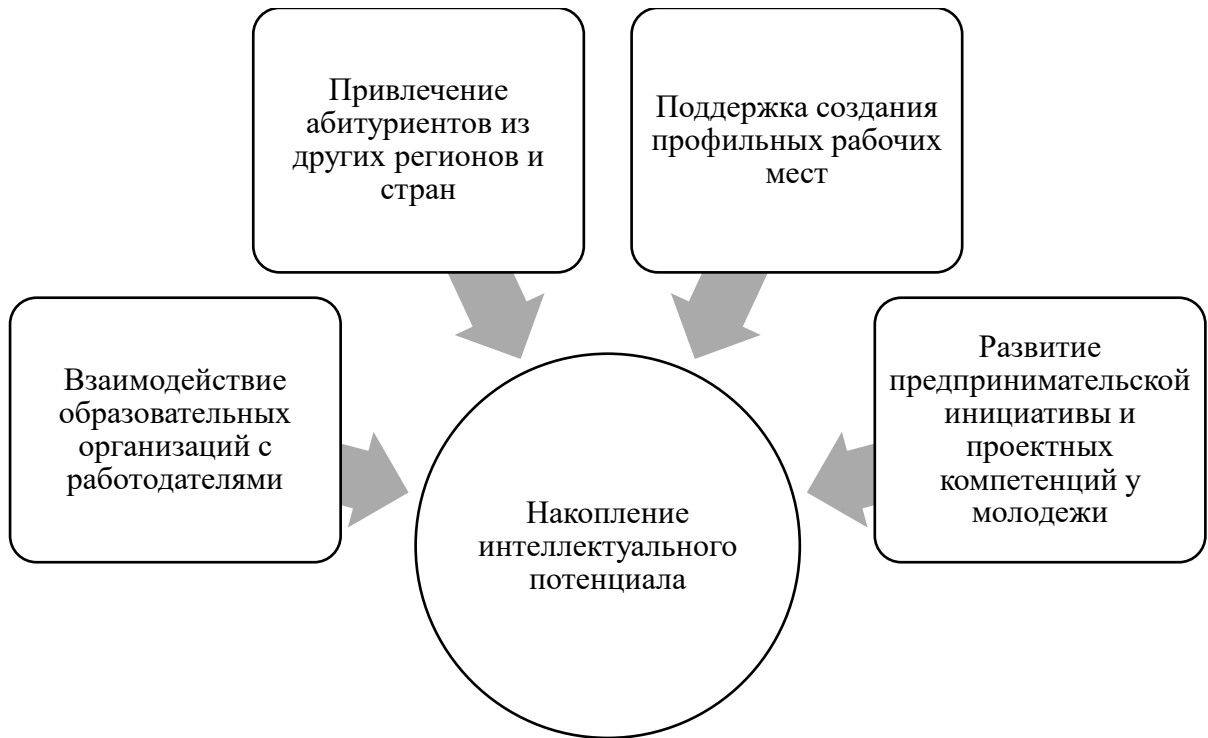 Привлечение
абитуриентов из
других регионов и
стран
Поддержка создания
профильных рабочих
мест
Взаимодействие
образовательных
организаций с
работодателями
Развитие
предпринимательской
инициативы и
проектных
компетенций у
молодежи
Накопление
интеллектуального
потенциала